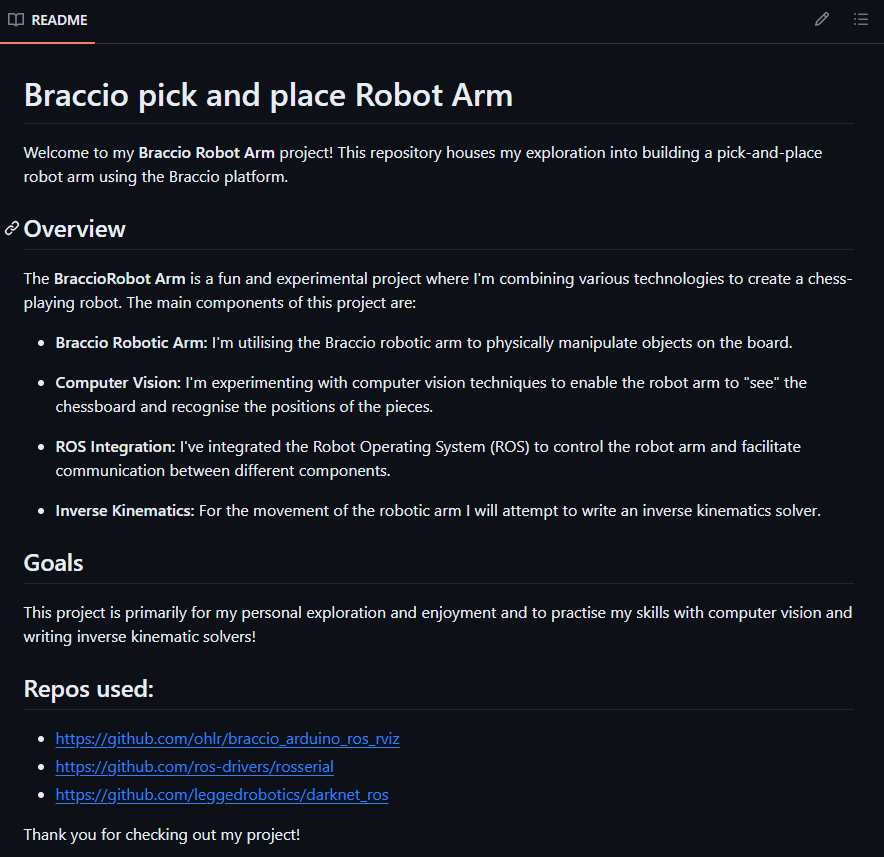 README
Braccio pick and place Robot Arm
Welcome to my Braccio Robot Arm project! This repository houses my exploration into building a pick-and-place
robot arm using the Braccio platform.
Overview
The BraccioRobot Arm is a fun and experimental project where I'm combining various technologies to create a chess-
playing robot. The main components of this project are:
Braccio Robotic Arm: I'm utilising the Braccio robotic arm to physically manipulate objects on the board.
Computer Vision: I'm experimenting with computer vision techniques to enable the robot arm to "see" the
chessboard and recognise the positions of the pieces.
ROS Integration: I've integrated the Robot Operating System (ROS) to control the robot arm and facilitate
communication between different components.
Inverse Kinematics: For the movement of the robotic arm I will attempt to write an inverse kinematics solver.
Goals
This project is primarily for my personal exploration and enjoyment and to practise my skills with computer vision and
writing inverse kinematic solvers!
Repos used:
https://github.com/ohlr/braccio_arduino_ros_rviz
https://github.com/ros-drivers/rosserial
https://github.com/leggedrobotics/darknet_ros
Thank you for checking out my project!